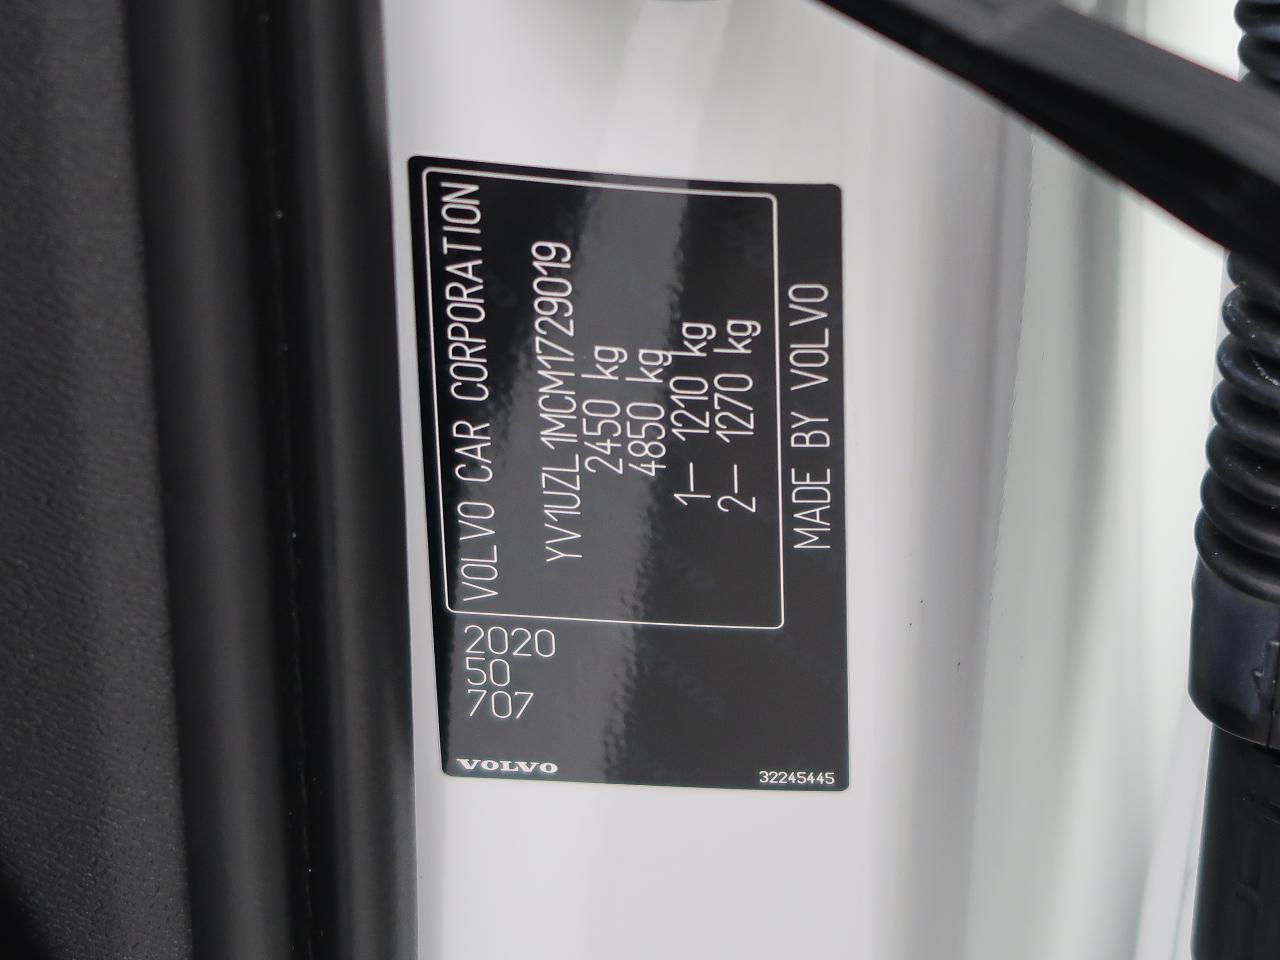 VOLVO CAR CORPORATION
YV1UZL1MCM1729019
2450 kg
4850 kg
1– 1210 kg
2– 1270 kg
MADE BY VOLVO
2020
50
707
VOLVO
32245445